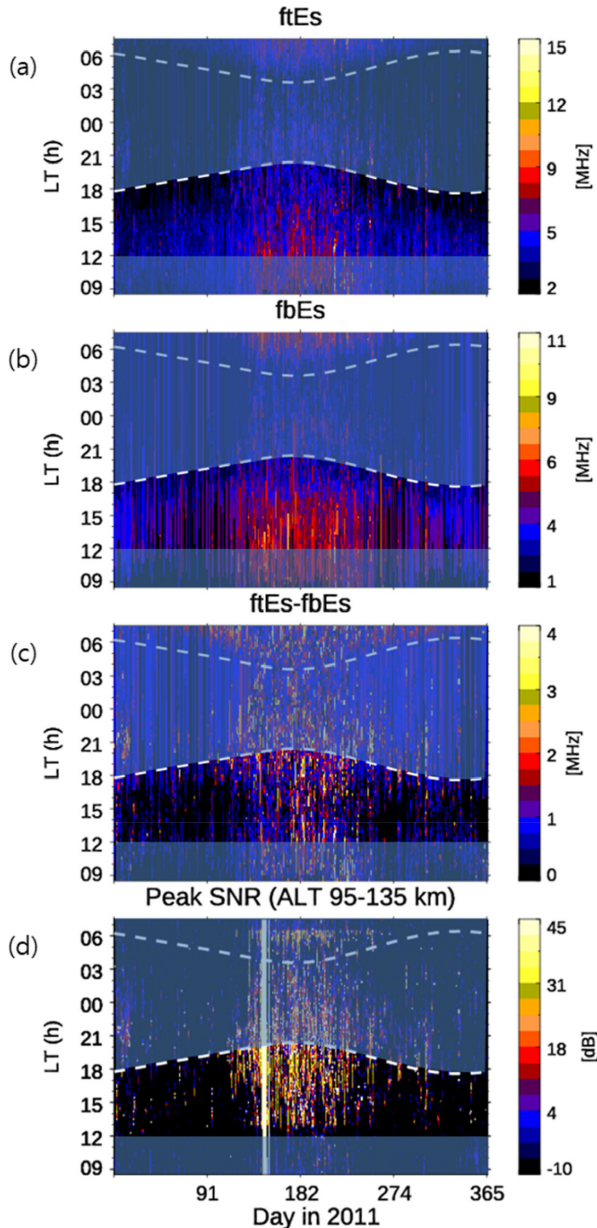 ftEs
(a)
06
03
00
21
18
15
12
09
LT (h)
15
12
9
5
2
[MHz]
fbEs
(b)
06
03
00
21
18
15
12
09
LT (h)
11
9
6
4
1
[MHz]
ftEs-fbEs
(c)
06
03
00
21
18
15
12
09
LT (h)
4
3
2
1
0
[MHz]
Peak SNR (ALT 95-135 km)
(d)
06
03
00
21
18
15
12
09
LT (h)
45
31
18
4
-10
[dB]
91 182 274 365
Day in 2011